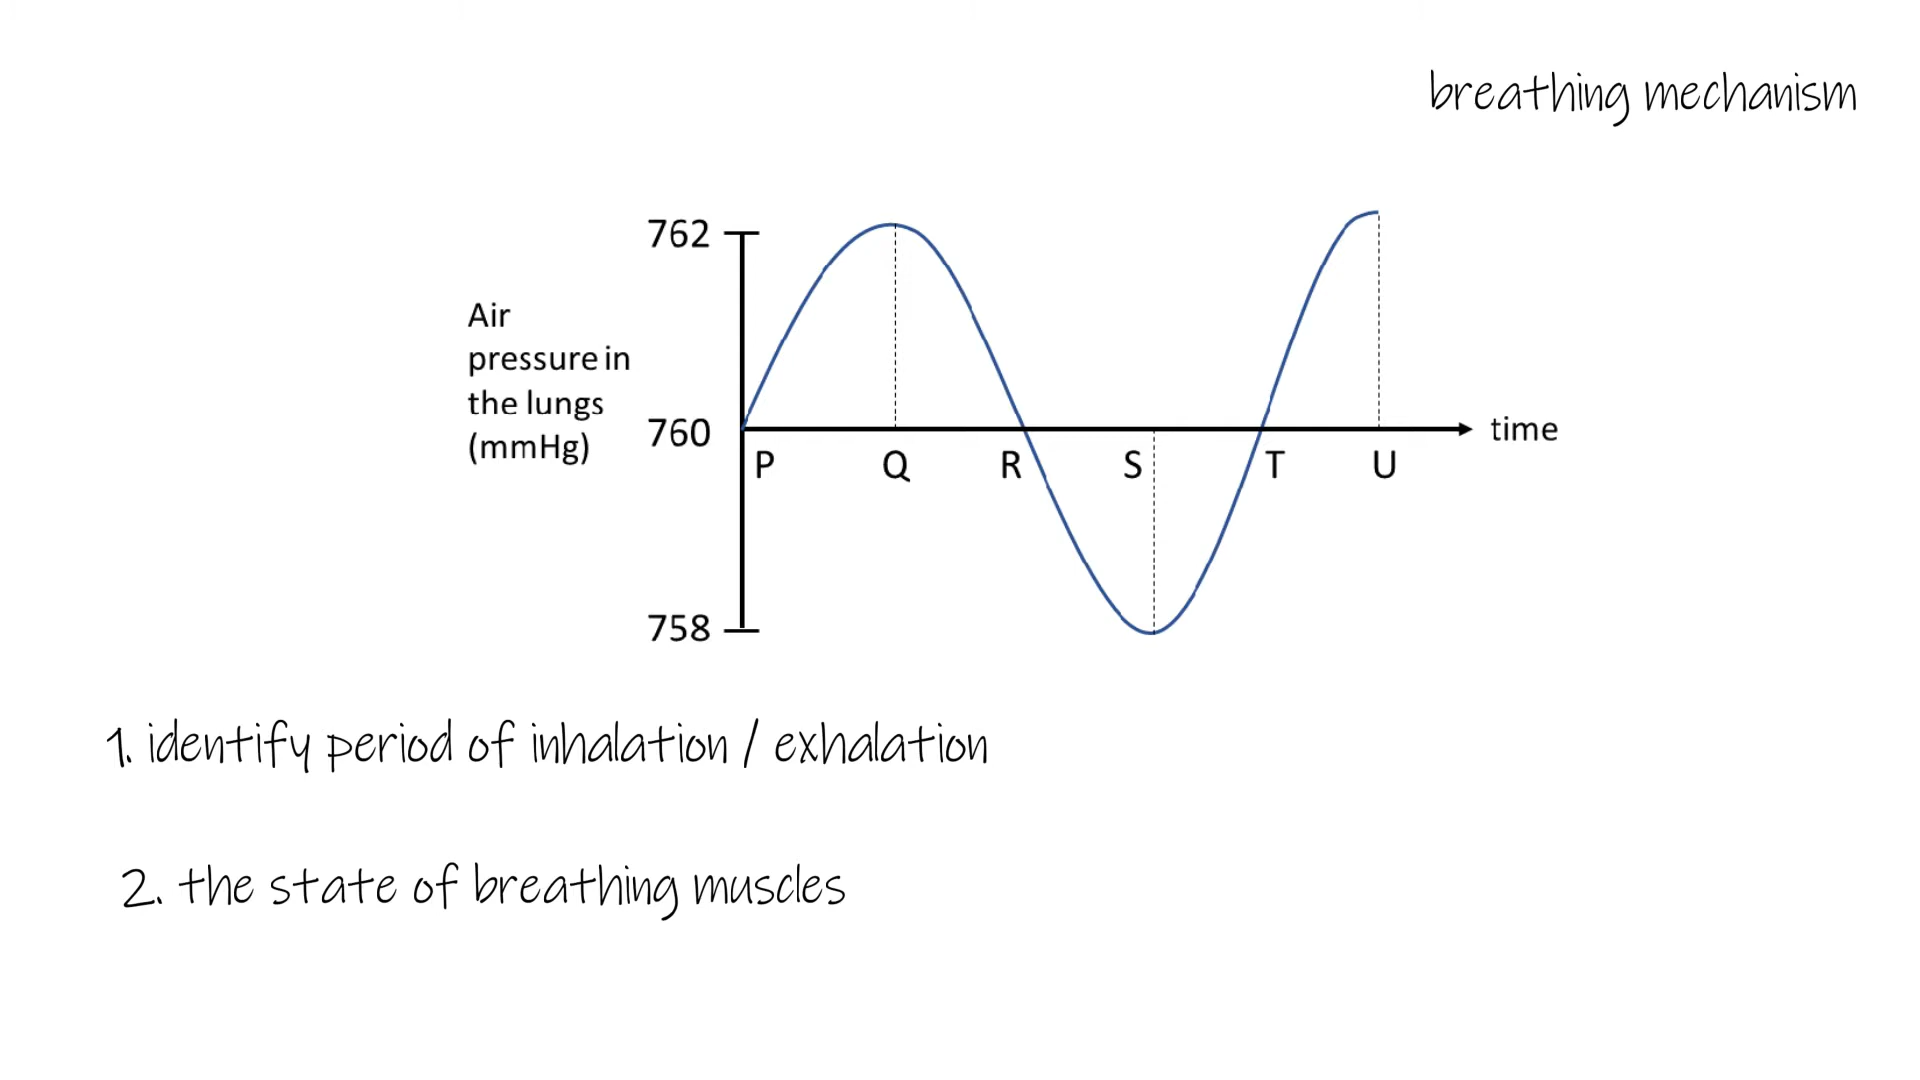 breathing mechanism
762
Air
pressure in
the lungs
(mmHg)
760
time
P Q R S T U
758
1. identify period of inhalation / exhalation
2. the state of breathing muscles